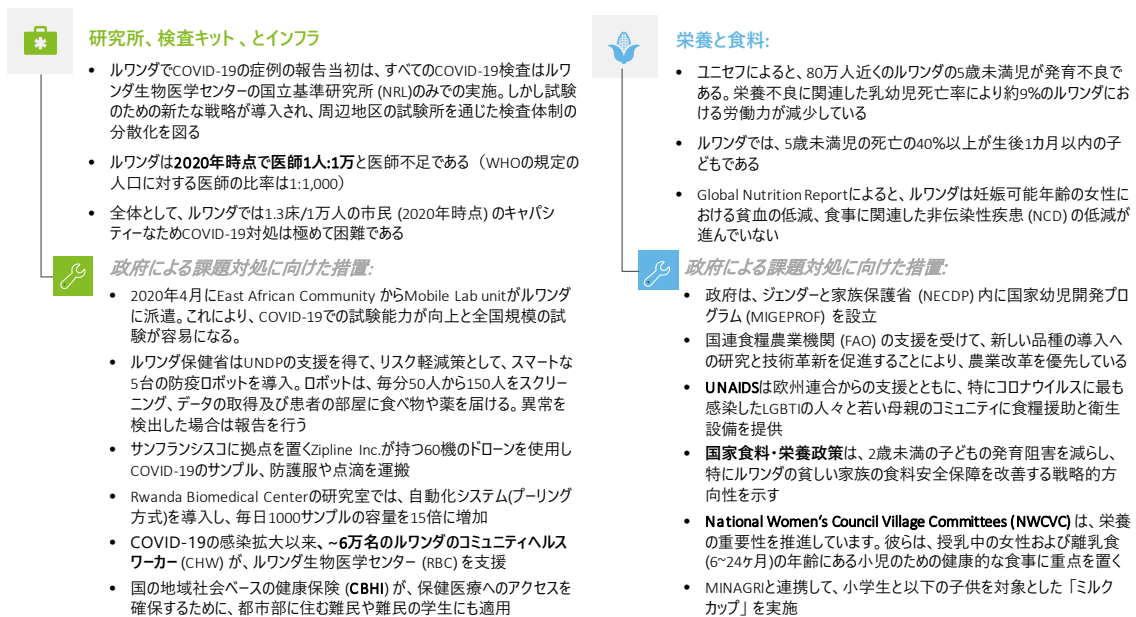 研究所、検査キット 、とインフラ
• ルワンダでCOVID-19の症例の報告当初は、すべてのCOVID-19検査はルワ
ンダ生物医学センターの国立基準研究所 (NRL)のみでの実施。しかし試験
のための新たな戦略が導入され、周辺地区の試験所を通じた検査体制の
分散化を図る
• ルワンダは2020年時点で医師1人:1万と医師不足である（WHOの規定の
人口に対する医師の比率は1:1,000）
• 全体として、ルワンダでは1.3床/1万人の市民 (2020年時点) のキャパシ
ティーなためCOVID-19対処は極めて困難である
政府による課題対処に向けた措置:
• 2020年4月にEast African Community からMobile Lab unitがルワンダ
に派遣。これにより、COVID-19での試験能力が向上と全国規模の試
験が容易になる。
• ルワンダ保健省はUNDPの支援を得て、リスク軽減策として、スマートな
5台の防疫ロボットを導入。ロボットは、毎分50人から150人をスクリー
ニング、データの取得及び患者の部屋に食べ物や薬を届ける。異常を
検出した場合は報告を行う
• サンフランシスコに拠点を置くZipline Inc.が持つ60機のドローンを使用し
COVID-19のサンプル、防護服や点滴を運搬
• Rwanda Biomedical Centerの研究室では、自動化システム(プーリング
方式)を導入し、毎日1000サンプルの容量を15倍に増加
• COVID-19の感染拡大以来、~6万名のルワンダのコミュニティヘルス
ワーカー (CHW) が、ルワンダ生物医学センター (RBC) を支援
• 国の地域社会ベースの健康保険 (CBHI) が、保健医療へのアクセスを
確保するために、都市部に住む難民や難民の学生にも適用
栄養と食料:
• ユニセフによると、80万人近くのルワンダの5歳未満児が発育不良で
ある。栄養不良に関連した乳幼児死亡率により約9%のルワンダにお
ける労働力が減少している
• ルワンダでは、5歳未満児の死亡の40%以上が生後1カ月以内の子
どもである
• Global Nutrition Reportによると、ルワンダは妊娠可能年齢の女性に
おける貧血の低減、食事に関連した非伝染性疾患 (NCD) の低減が
進んでいない
政府による課題対処に向けた措置:
• 政府は、ジェンダーと家族保護省 (NECDP) 内に国家幼児開発プロ
グラム (MIGEPROF) を設立
• 国連食糧農業機関 (FAO) の支援を受けて、新しい品種の導入へ
の研究と技術革新を促進することにより、農業改革を優先している
• UNAIDSは欧州連合からの支援とともに、特にコロナウイルスに最も
感染したLGBTIの人々と若い母親のコミュニティに食糧援助と衛生
設備を提供
• 国家食料・栄養政策は、2歳未満の子どもの発育阻害を減らし、
特にルワンダの貧しい家族の食料安全保障を改善する戦略的方
向性を示す
• National Women's Council Village Committees (NWCVC) は、栄養
の重要性を推進しています。彼らは、授乳中の女性および離乳食
(6~24ヶ月)の年齢にある小児のための健康的な食事に重点を置く
• MINAGRIと連携して、小学生と以下の子供を対象とした 「ミルク
カップ」 を実施